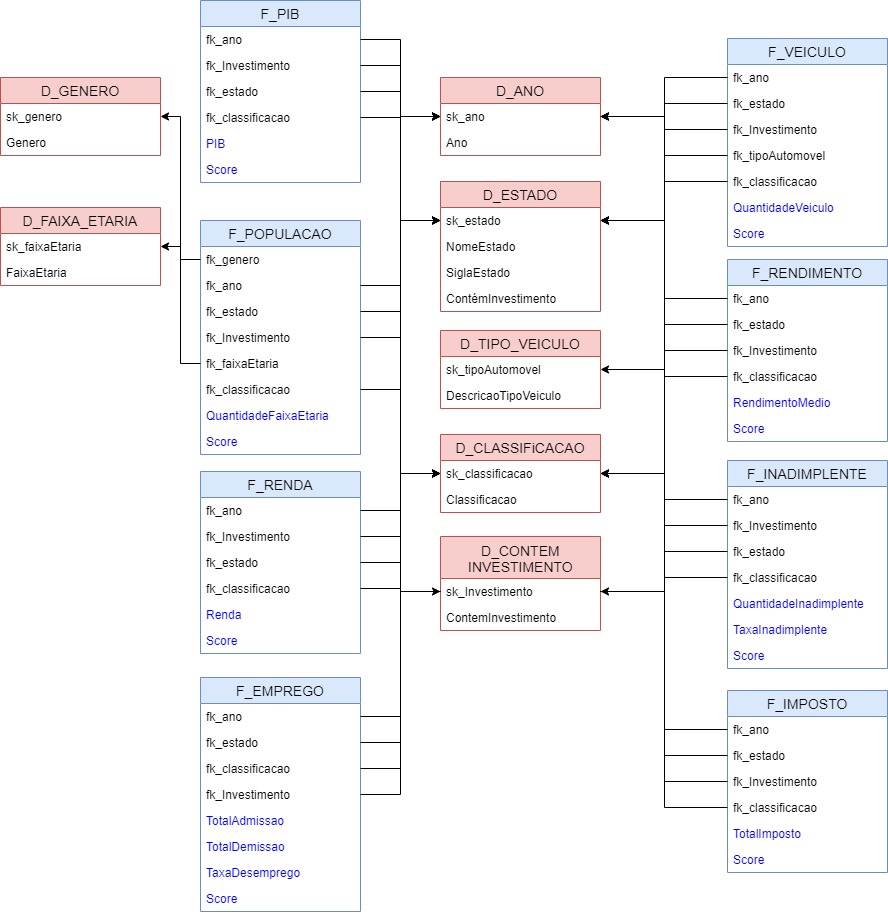 F_PIB
fk_ano
fk_Investimento
fk_estado
fk_classificacao
PIB
Score
D_GENERO
sk_genero
Genero
D_FAIXA_ETARIA
sk_faixaEtaria
FaixaEtaria
F_POPULACAO
fk_genero
fk_ano
fk_estado
fk_Investimento
fk_faixaEtaria
fk_classificacao
QuantidadeFaixaEtaria
Score
F_RENDA
fk_ano
fk_Investimento
fk_estado
fk_classificacao
Renda
Score
F_EMPREGO
fk_ano
fk_estado
fk_classificacao
fk_Investimento
TotalAdmissao
TotalDemissao
TaxaDesemprego
Score
D_ANO
sk_ano
Ano
D_ESTADO
sk_estado
NomeEstado
SiglaEstado
ContémInvestimento
D_TIPO_VEICULO
sk_tipoAutomovel
DescricaoTipoVeiculo
D_CLASSIFiCACAO
sk_classificacao
Classificacao
D_CONTEM
INVESTIMENTO
sk_Investimento
ContemInvestimento
F_VEICULO
fk_ano
fk_estado
fk_Investimento
fk_tipoAutomovel
fk_classificacao
QuantidadeVeiculo
Score
F_RENDIMENTO
fk_ano
fk_estado
fk_Investimento
fk_classificacao
RendimentoMedio
Score
F_INADIMPLENTE
fk_ano
fk_Investimento
fk_estado
fk_classificacao
QuantidadeInadimplente
TaxaInadimplente
Score
F_IMPOSTO
fk_ano
fk_estado
fk_Investimento
fk_classificacao
TotalImposto
Score